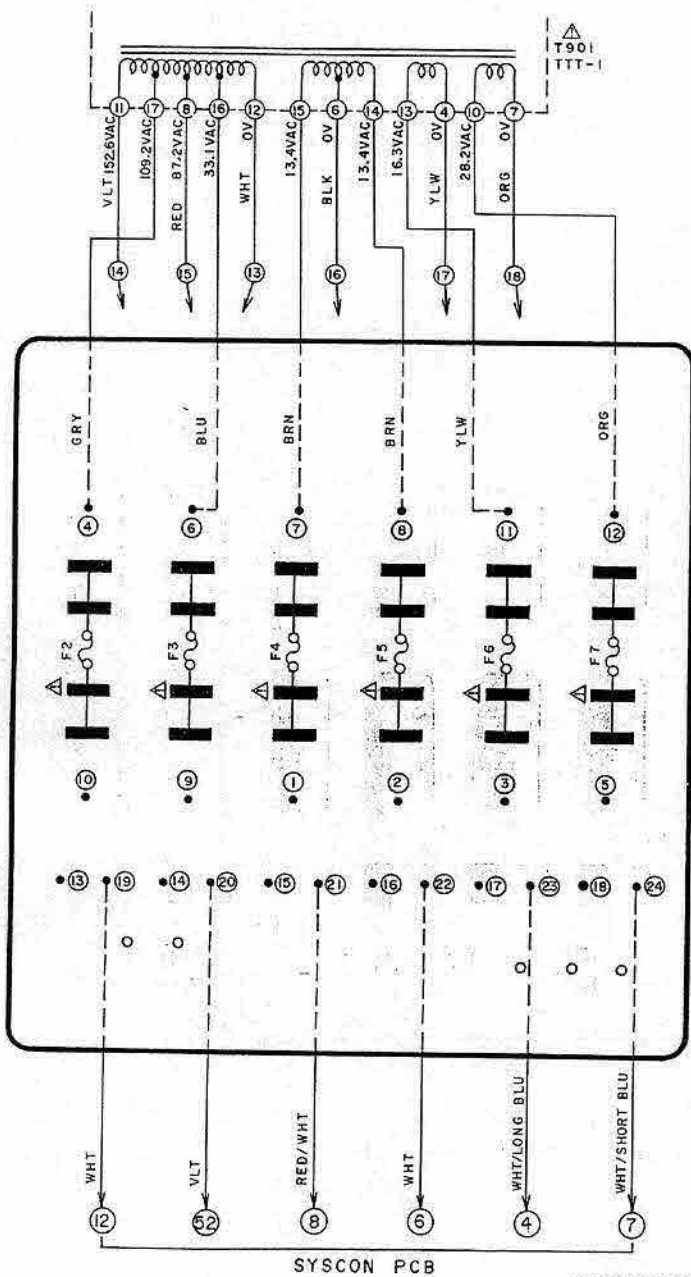 T901
TTT-1
11 17 8 16 12 15 6 14 13 4 10 7
VLT 152.6VAC
109.2VAC
RED 87.2VAC
33.1VAC
WHT 0V
13.4VAC
BLK 0V
13.4VAC
16.3VAC
YLW 0V
28.2VAC
ORG 0V
14 15 13 16 17 18
GRY BLU BRN BRN YLW ORG
4 6 7 8 11 12
F2 F3 F4 F5 F6 F7
10 9 1 2 3 5
13 19 14 20 15 21 16 22 17 23 18 24
WHT VLT RED/WHT WHT WHT/LONG BLU WHT/SHORT BLU
12 52 8 6 4 7
SYSCON PCB